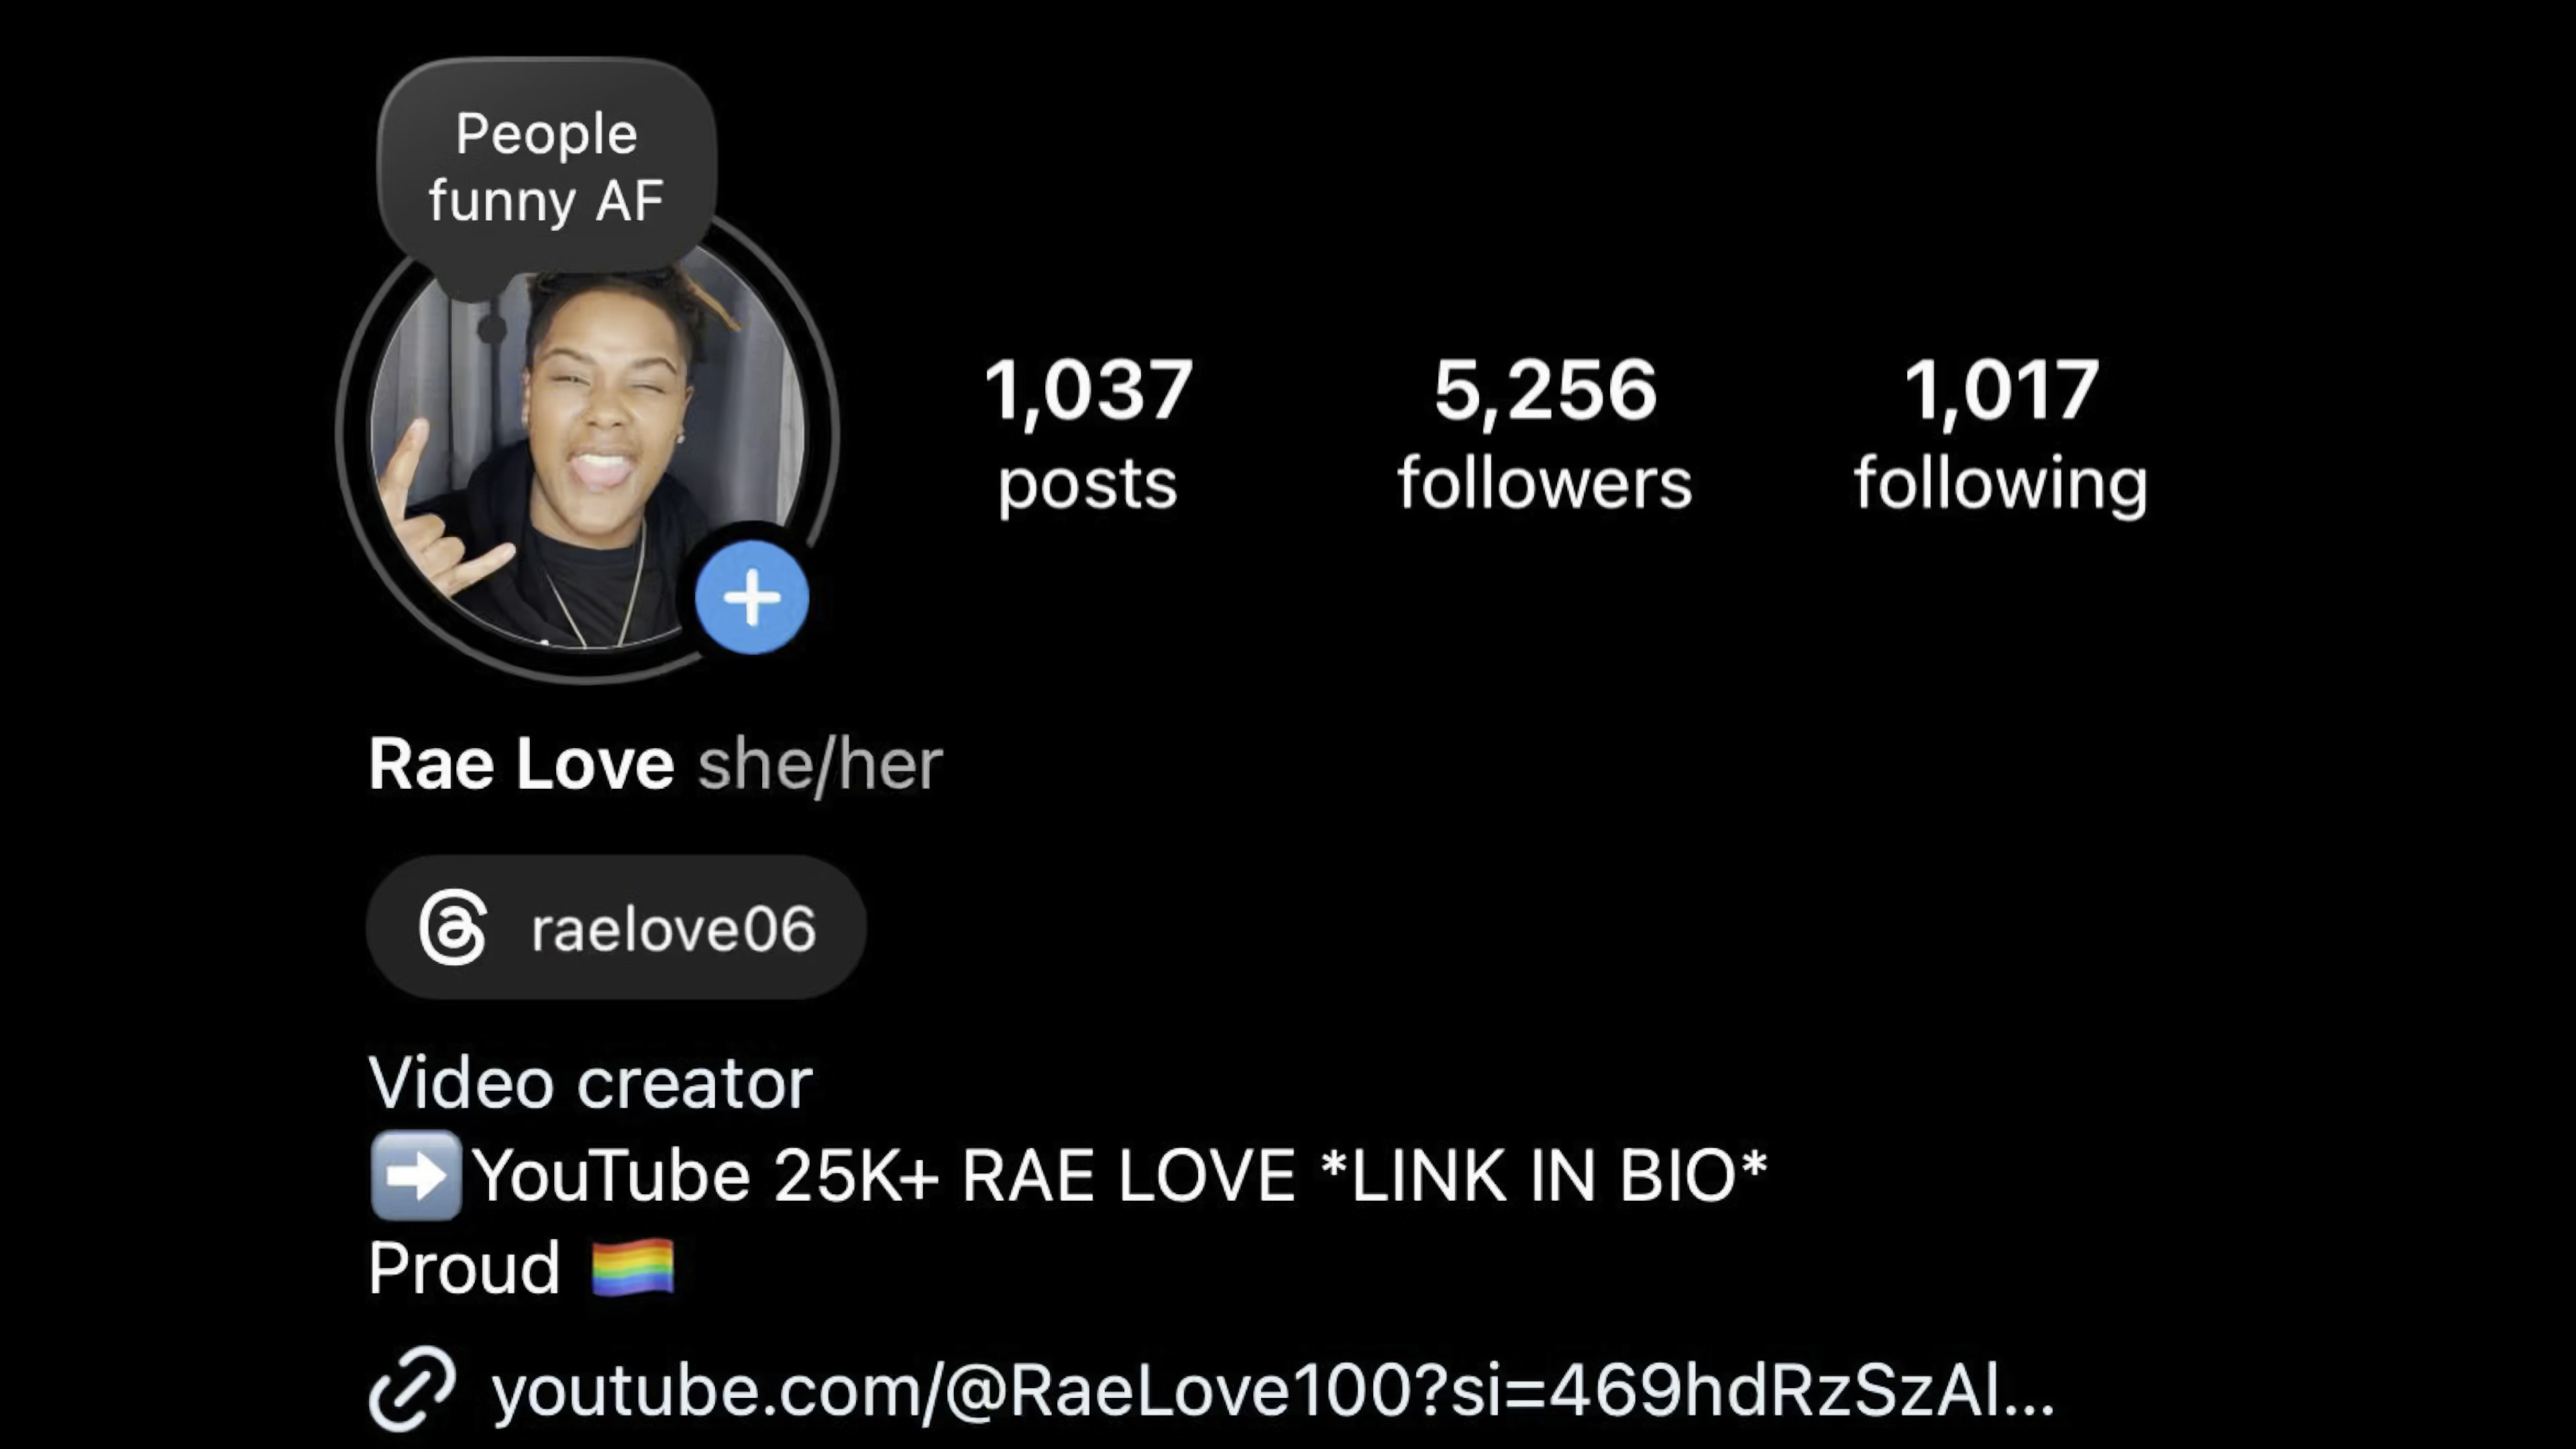 People
funny AF
1,037 5,256 1,017
posts followers following
Rae Love she/her
raelove06
Video creator
➡️YouTube 25K+ RAE LOVE *LINK IN BIO*
Proud 🏳️‍🌈
youtube.com/@RaeLove100?si=469hdRzSzAl...